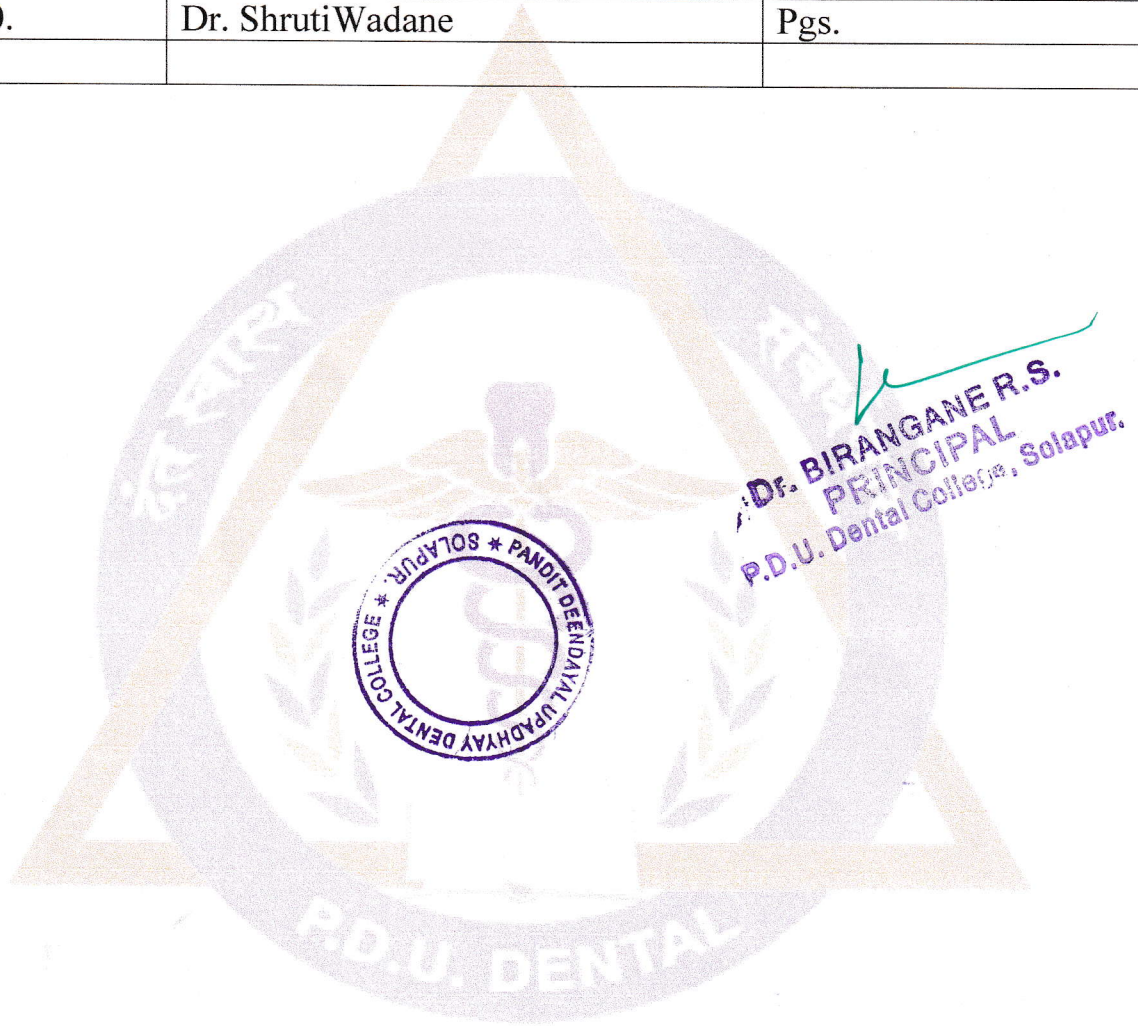 Dr. ShrutiWadane
Pgs.
Dr. BIRANGANE R.S.
PRINCIPAL
P.D.U. Dental College, Solapur.
PANDIT DEENDAYAL UPADHYAY DENTAL COLLEGE * SOLAPUR. *
P.D.U. DENTAL